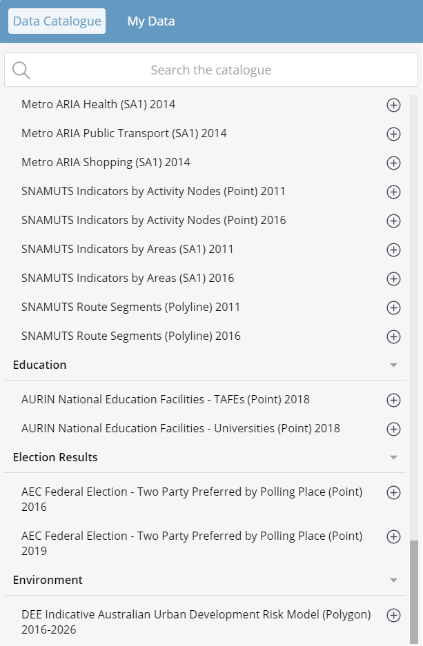 Data Catalogue My Data
Search the catalogue
Metro ARIA Health (SA1) 2014
Metro ARIA Public Transport (SA1) 2014
Metro ARIA Shopping (SA1) 2014
SNAMUTS Indicators by Activity Nodes (Point) 2011
SNAMUTS Indicators by Activity Nodes (Point) 2016
SNAMUTS Indicators by Areas (SA1) 2011
SNAMUTS Indicators by Areas (SA1) 2016
SNAMUTS Route Segments (Polyline) 2011
SNAMUTS Route Segments (Polyline) 2016
Education
AURIN National Education Facilities - TAFEs (Point) 2018
AURIN National Education Facilities - Universities (Point) 2018
Election Results
AEC Federal Election - Two Party Preferred by Polling Place (Point)
2016
AEC Federal Election - Two Party Preferred by Polling Place (Point)
2019
Environment
DEE Indicative Australian Urban Development Risk Model (Polygon)
2016-2026